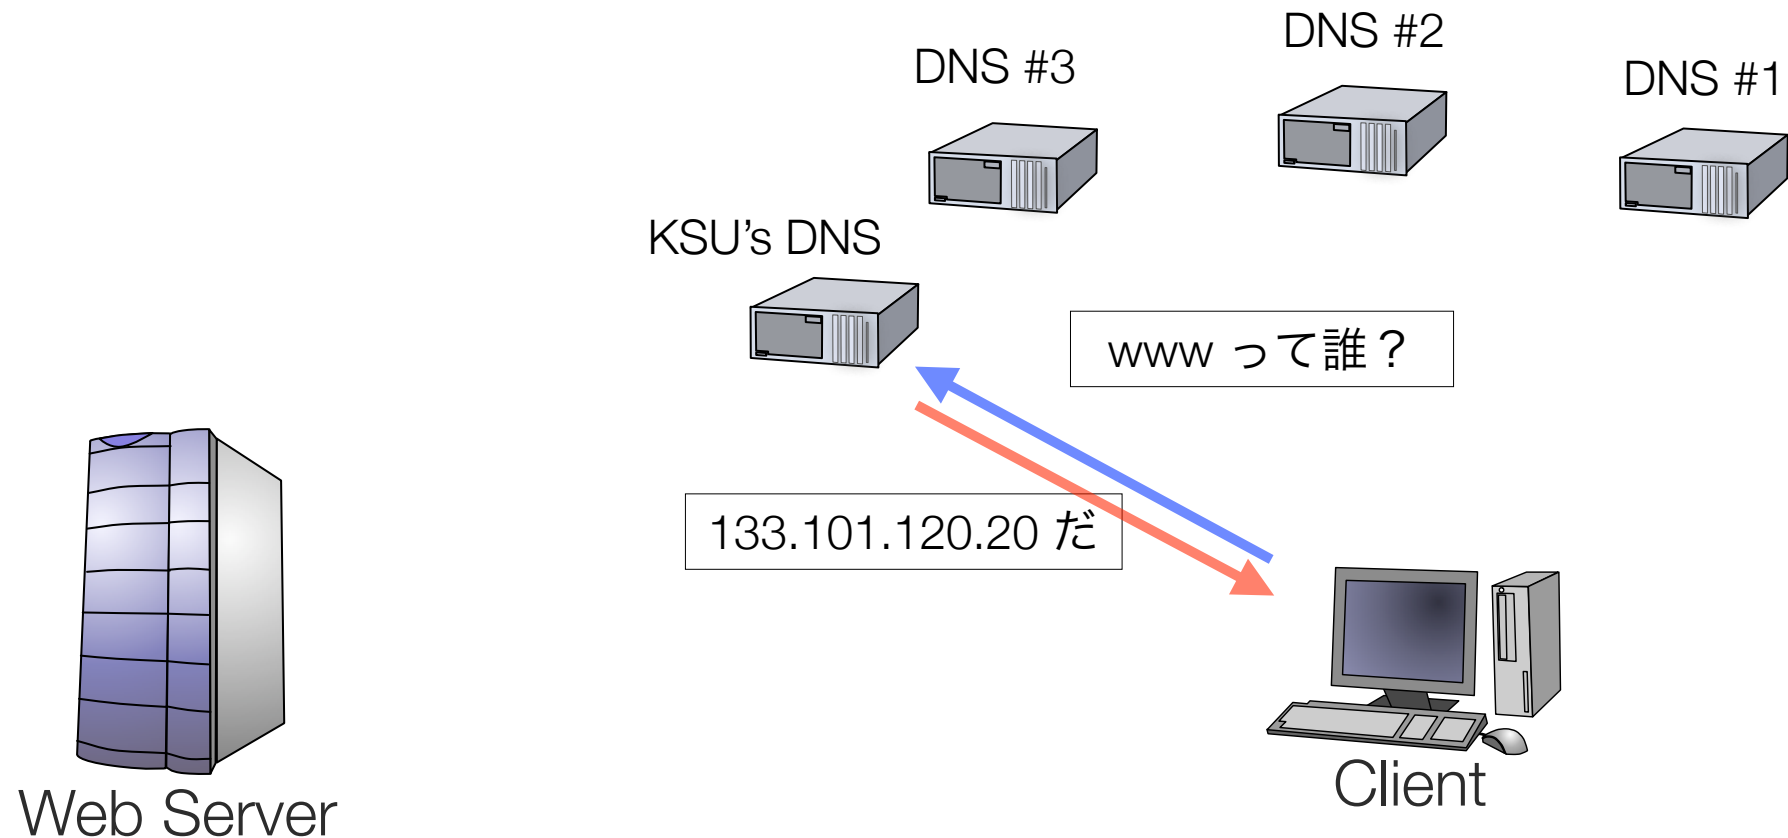 DNS #2
DNS #3
DNS #1
KSU’s DNS
www って誰？
133.101.120.20 だ
Client
Web Server